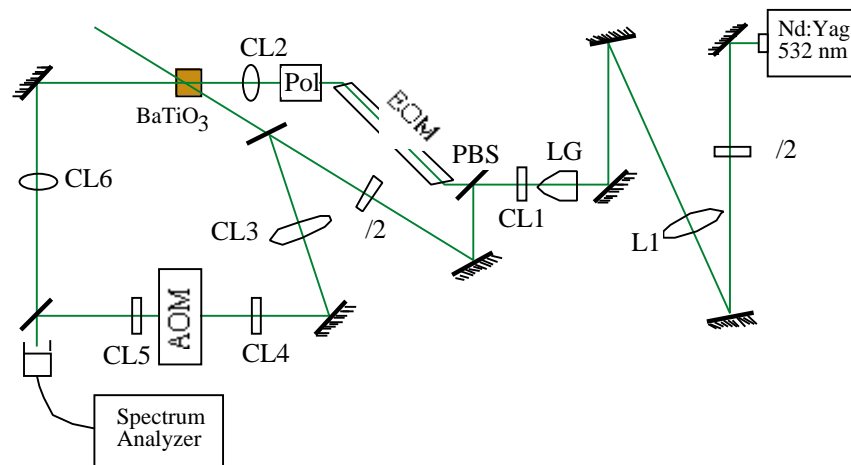 Nd:Yag
532 nm
CL2
Pol
EOM
BaTiO3
PBS
LG
/2
CL6
CL1
CL3
/2
L1
AOM
CL5
CL4
Spectrum
Analyzer